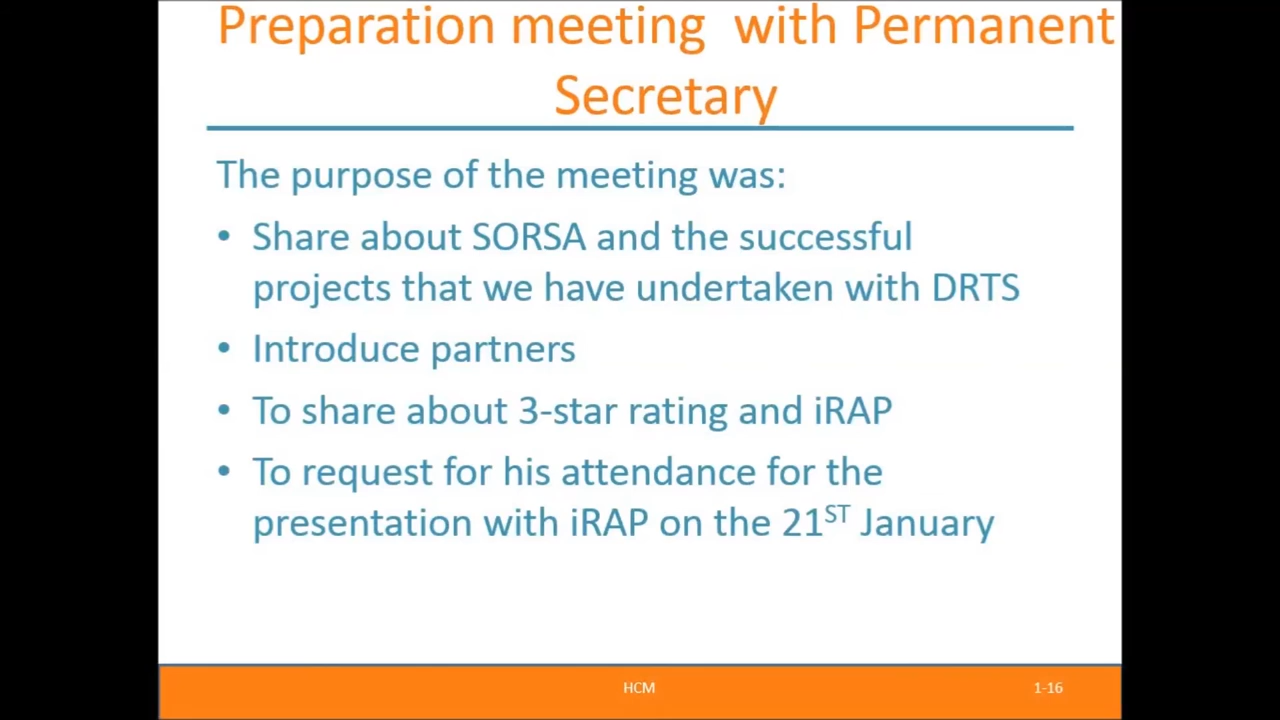 Preparation meeting with Permanent
Secretary
The purpose of the meeting was:
• Share about SORSA and the successful
projects that we have undertaken with DRTS
• Introduce partners
• To share about 3-star rating and iRAP
• To request for his attendance for the
presentation with iRAP on the 21ST January
HCM
1-16